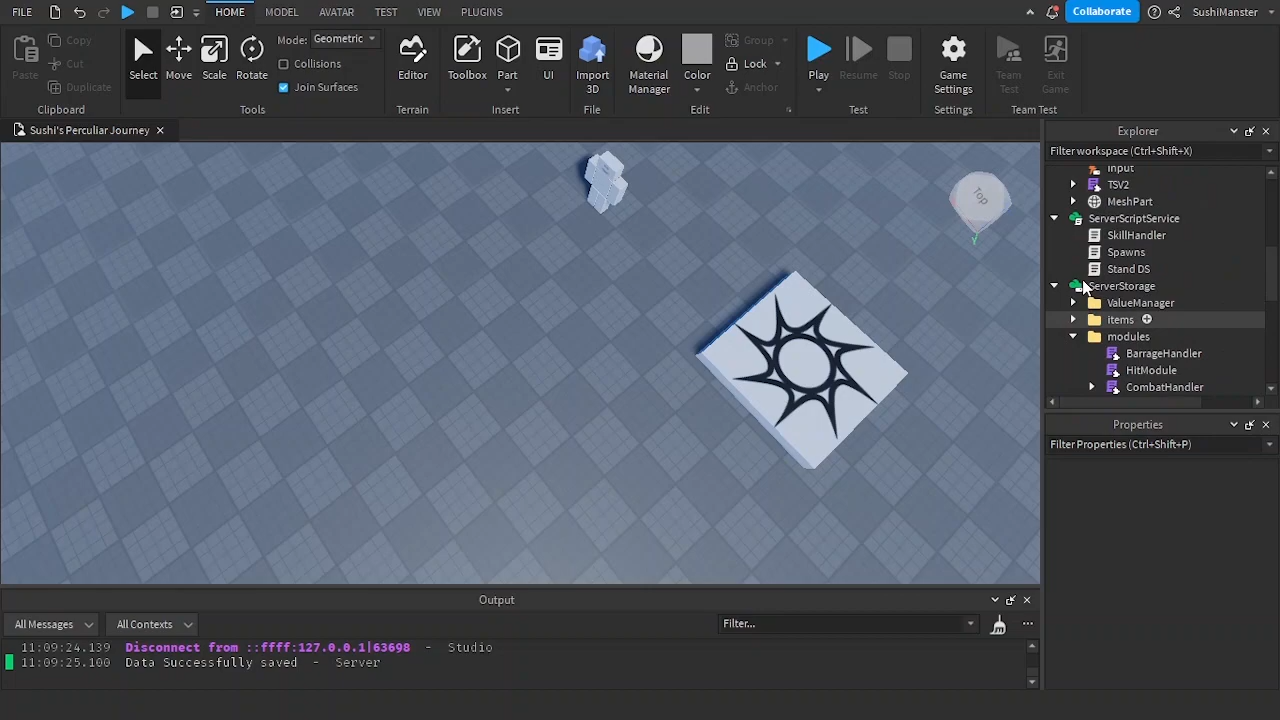 FILE HOME MODEL AVATAR TEST VIEW PLUGINS Collaborate SushiManster
Paste Copy Cut Duplicate Clipboard
Select Move Scale Rotate Mode: Geometric Collisions Join Surfaces Tools
Editor Terrain
Toolbox Part UI Insert
Import 3D File
Material Manager Color Group Lock Anchor Edit
Play Resume Stop Test
Game Settings Settings
Team Test Exit Game Team Test
Sushi's Perculiar Journey
Top
Y
Explorer
Filter workspace (Ctrl+Shift+X)
Input
TSV2
MeshPart
ServerScriptService
SkillHandler
Spawns
Stand DS
ServerStorage
ValueManager
items
modules
BarrageHandler
HitModule
CombatHandler
Properties
Filter Properties (Ctrl+Shift+P)
Output
All Messages All Contexts Filter...
11:09:24.139 Disconnect from ::ffff:127.0.0.1|63698 - Studio
11:09:25.100 Data Successfully saved - Server